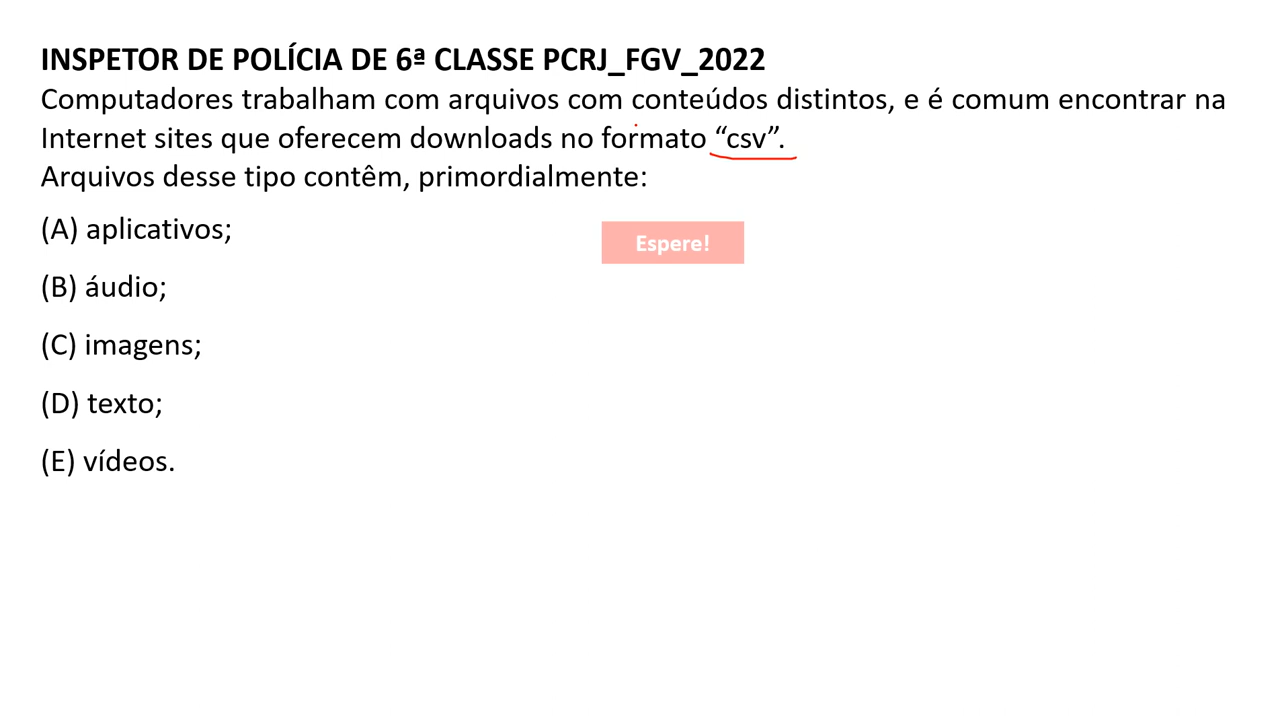 INSPETOR DE POLÍCIA DE 6ª CLASSE PCRJ_FGV_2022
Computadores trabalham com arquivos com conteúdos distintos, e é comum encontrar na
Internet sites que oferecem downloads no formato “csv”.
Arquivos desse tipo contêm, primordialmente:
(A) aplicativos;
Espere!
(B) áudio;
(C) imagens;
(D) texto;
(E) vídeos.